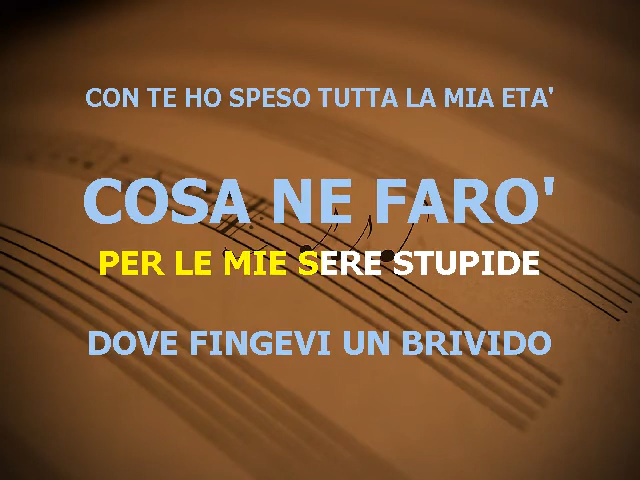 CON TE HO SPESO TUTTA LA MIA ETA'
COSA NE FARO'
PER LE MIE SERE STUPIDE
DOVE FINGEVI UN BRIVIDO